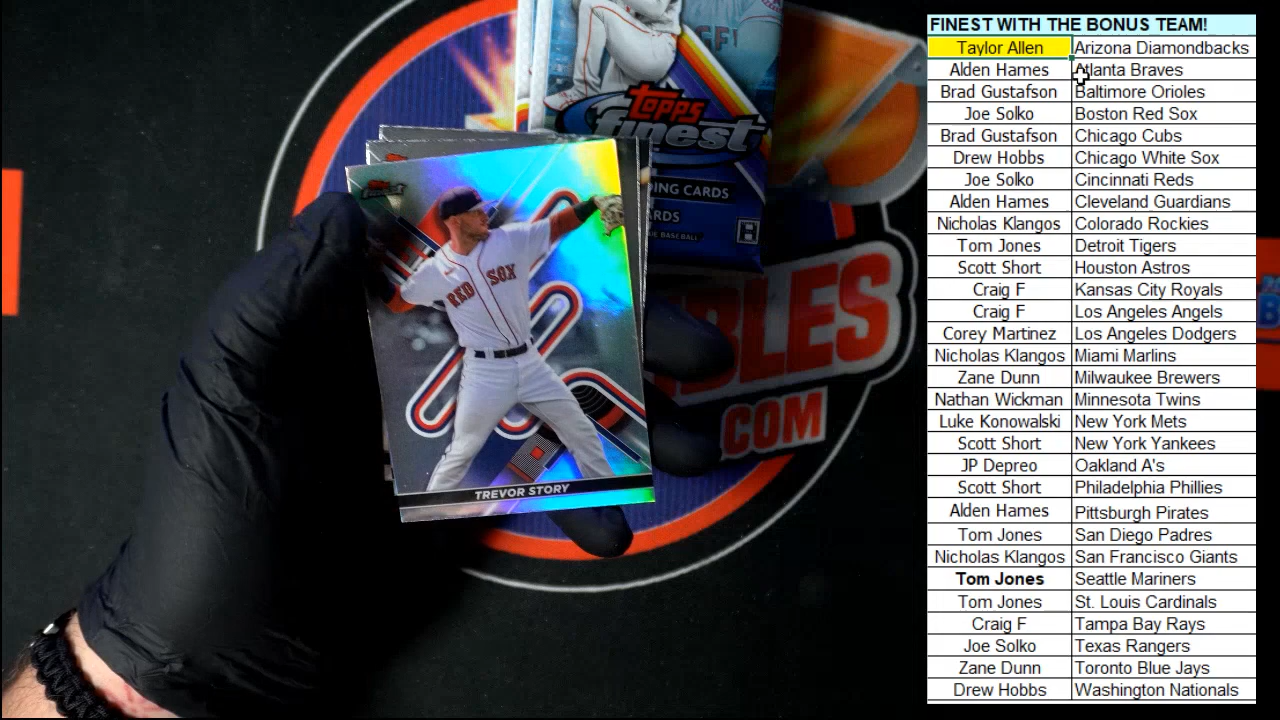 topps
finest
DING CARDS
ARDS
BASEBALL
topps
finest
RED SOX
TREVOR STORY
BLES
COM
FINEST WITH THE BONUS TEAM!
Taylor Allen Arizona Diamondbacks
Alden Hames Atlanta Braves
Brad Gustafson Baltimore Orioles
Joe Solko Boston Red Sox
Brad Gustafson Chicago Cubs
Drew Hobbs Chicago White Sox
Joe Solko Cincinnati Reds
Alden Hames Cleveland Guardians
Nicholas Klangos Colorado Rockies
Tom Jones Detroit Tigers
Scott Short Houston Astros
Craig F Kansas City Royals
Craig F Los Angeles Angels
Corey Martinez Los Angeles Dodgers
Nicholas Klangos Miami Marlins
Zane Dunn Milwaukee Brewers
Nathan Wickman Minnesota Twins
Luke Konowalski New York Mets
Scott Short New York Yankees
JP Depreo Oakland A's
Scott Short Philadelphia Phillies
Alden Hames Pittsburgh Pirates
Tom Jones San Diego Padres
Nicholas Klangos San Francisco Giants
Tom Jones Seattle Mariners
Tom Jones St. Louis Cardinals
Craig F Tampa Bay Rays
Joe Solko Texas Rangers
Zane Dunn Toronto Blue Jays
Drew Hobbs Washington Nationals